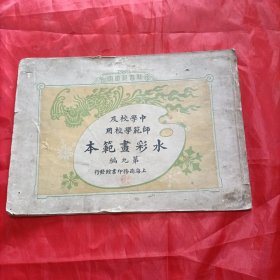 中學校及
師範學校用
水彩畫範本
第九編
上海商務印書館發行